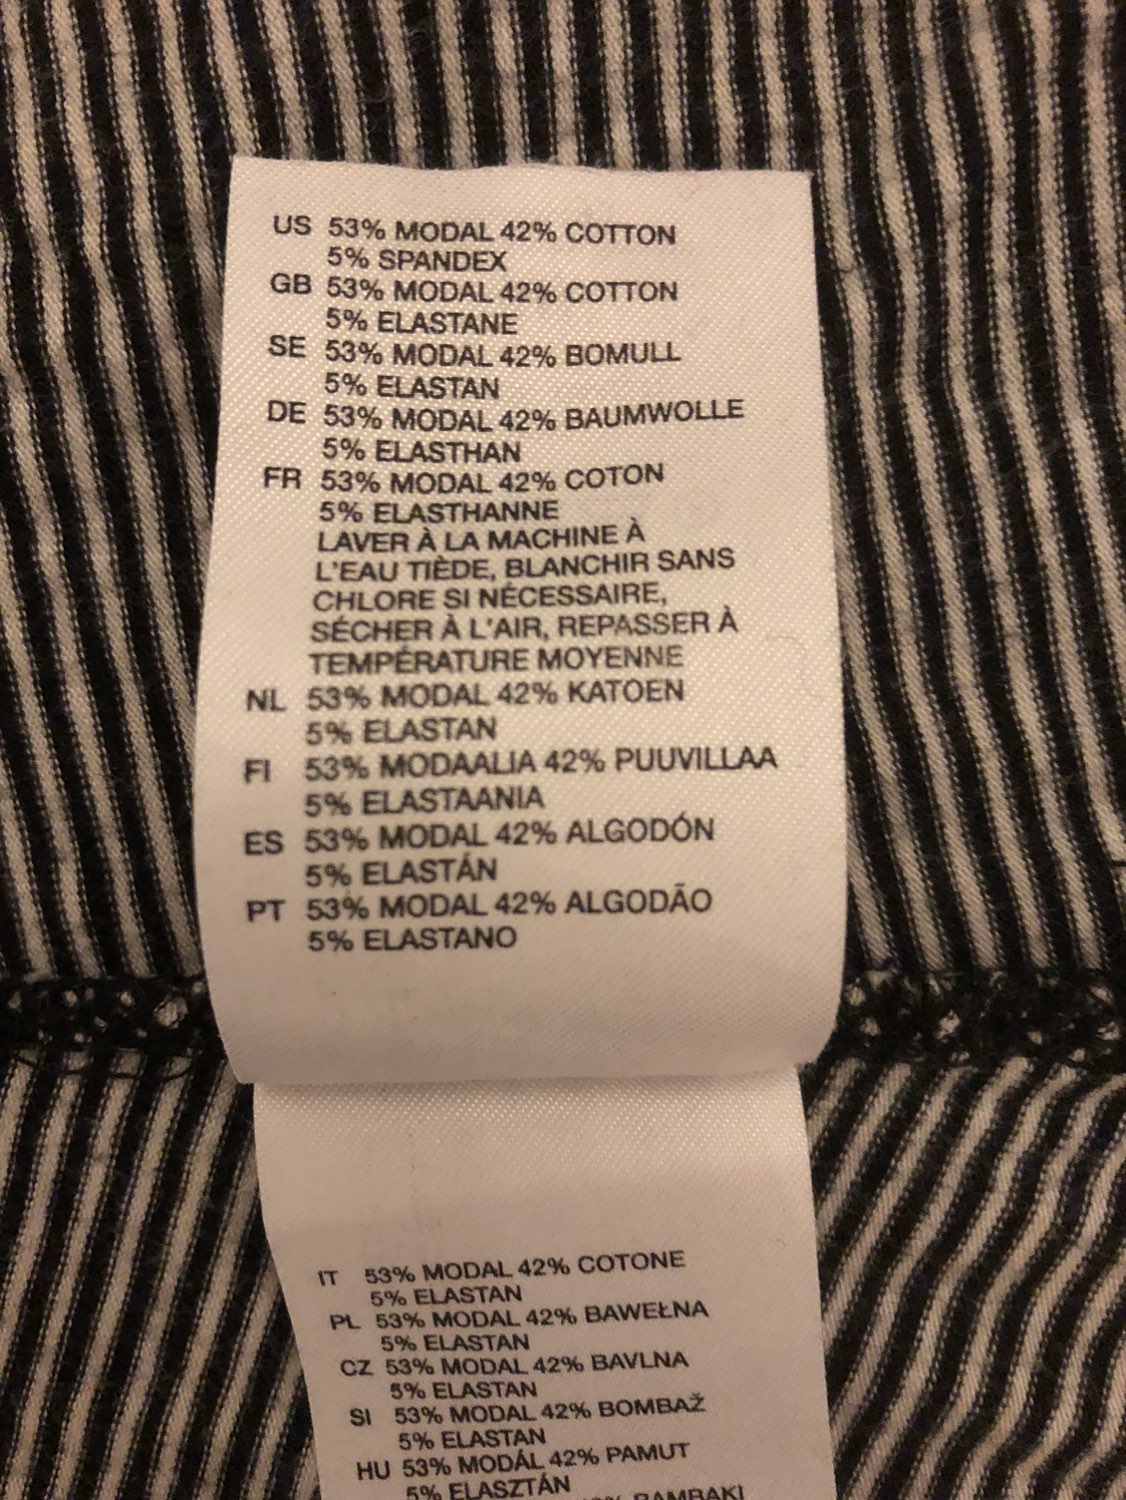 US 53% MODAL 42% COTTON
5% SPANDEX
GB 53% MODAL 42% COTTON
5% ELASTANE
SE 53% MODAL 42% BOMULL
5% ELASTAN
DE 53% MODAL 42% BAUMWOLLE
5% ELASTHAN
FR 53% MODAL 42% COTON
5% ELASTHANNE
LAVER À LA MACHINE À
L'EAU TIÈDE, BLANCHIR SANS
CHLORE SI NÉCESSAIRE,
SÉCHER À L'AIR, REPASSER À
TEMPÉRATURE MOYENNE
NL 53% MODAL 42% KATOEN
5% ELASTAN
FI 53% MODAALIA 42% PUUVILLAA
5% ELASTAANIA
ES 53% MODAL 42% ALGODÓN
5% ELASTÁN
PT 53% MODAL 42% ALGODÃO
5% ELASTANO
IT 53% MODAL 42% COTONE
5% ELASTAN
PL 53% MODAL 42% BAWEŁNA
5% ELASTAN
CZ 53% MODAL 42% BAVLNA
5% ELASTAN
SI 53% MODAL 42% BOMBAŽ
5% ELASTAN
HU 53% MODÁL 42% PAMUT
5% ELASZTÁN
BAMBAKI